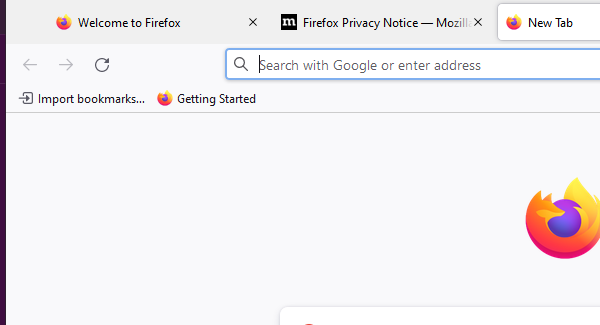 Welcome to Firefox
Firefox Privacy Notice — Mozill
New Tab
Search with Google or enter address
Import bookmarks...
Getting Started